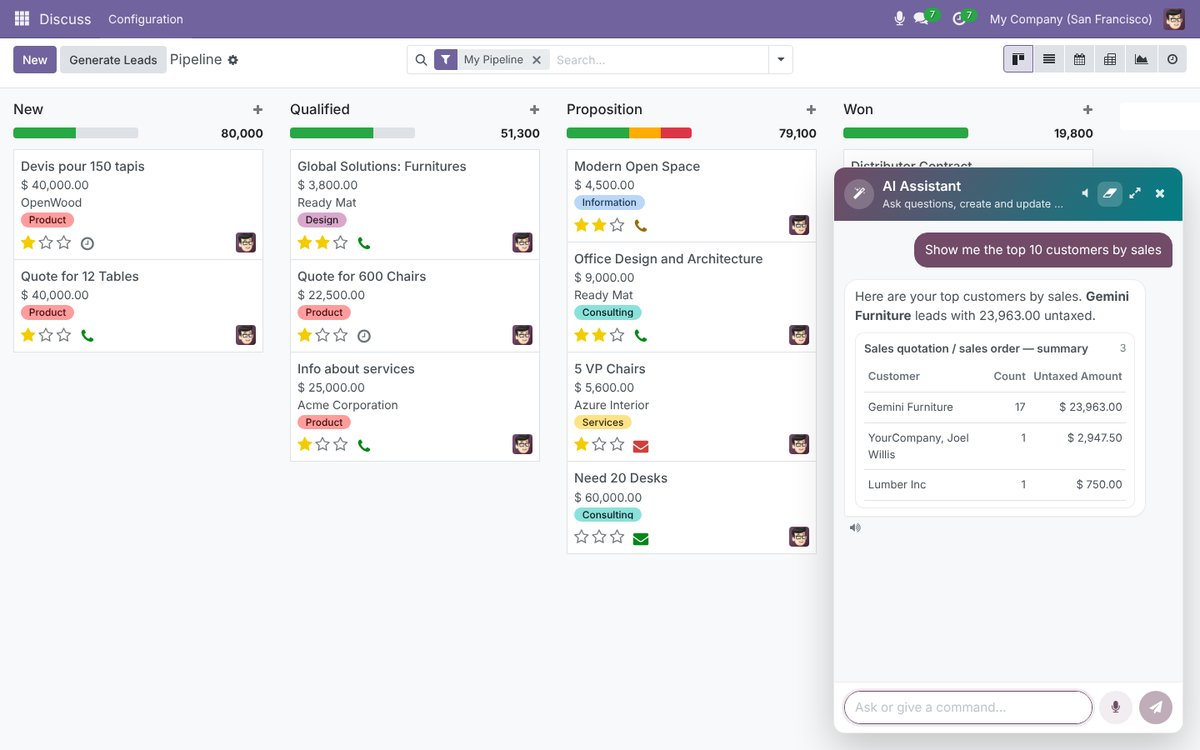 Discuss Configuration 7 7 My Company (San Francisco)
New Generate Leads Pipeline My Pipeline Search...
New
80,000
Devis pour 150 tapis
$ 40,000.00
OpenWood
Product
Quote for 12 Tables
$ 40,000.00
Product
Qualified
51,300
Global Solutions: Furnitures
$ 3,800.00
Ready Mat
Design
Quote for 600 Chairs
$ 22,500.00
Product
Info about services
$ 25,000.00
Acme Corporation
Product
Proposition
79,100
Modern Open Space
$ 4,500.00
Information
Office Design and Architecture
$ 9,000.00
Ready Mat
Consulting
5 VP Chairs
$ 5,600.00
Azure Interior
Services
Need 20 Desks
$ 60,000.00
Consulting
Won
19,800
Distributor Contract
AI Assistant
Ask questions, create and update ...
Show me the top 10 customers by sales
Here are your top customers by sales. Gemini
Furniture leads with 23,963.00 untaxed.
Sales quotation / sales order — summary 3
Customer Count Untaxed Amount
Gemini Furniture 17 $ 23,963.00
YourCompany, Joel 1 $ 2,947.50
Willis
Lumber Inc 1 $ 750.00
Ask or give a command...